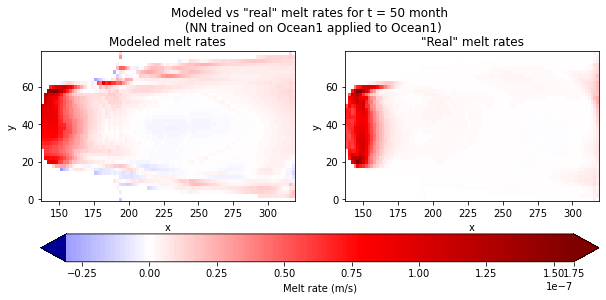 Modeled vs "real" melt rates for t = 50 month
(NN trained on Ocean1 applied to Ocean1)
Modeled melt rates
"Real" melt rates
y
60
40
20
0
150 175 200 225 250 275 300
x
y
60
40
20
0
150 175 200 225 250 275 300
x
−0.25 0.00 0.25 0.50 0.75 1.00 1.25 1.50 1.75
1e−7
Melt rate (m/s)